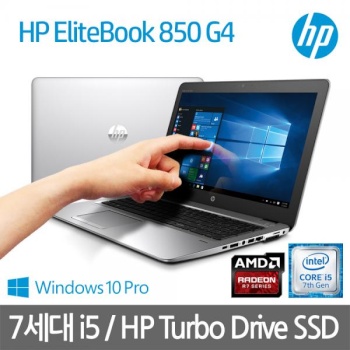 HP EliteBook 850 G4
hp
hp
Windows 10 Pro
AMD
RADEON
R7 SERIES
intel
CORE i5
7th Gen
7세대 i5 / HP Turbo Drive SSD